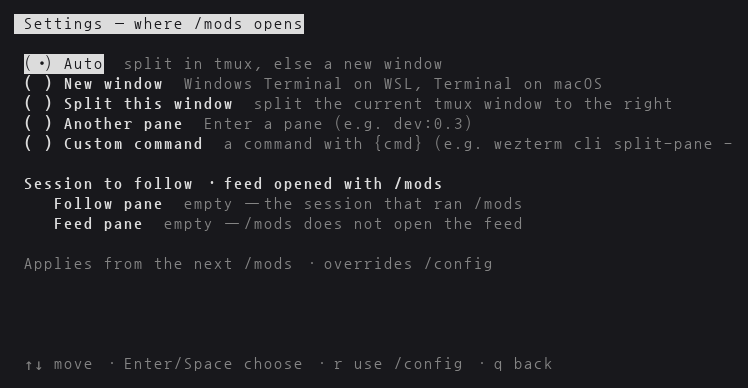 Settings — where /mods opens
(•) Auto  split in tmux, else a new window
( ) New window  Windows Terminal on WSL, Terminal on macOS
( ) Split this window  split the current tmux window to the right
( ) Another pane  Enter a pane (e.g. dev:0.3)
( ) Custom command  a command with {cmd} (e.g. wezterm cli split-pane -
Session to follow · feed opened with /mods
Follow pane  empty — the session that ran /mods
Feed pane  empty — /mods does not open the feed
Applies from the next /mods · overrides /config
↑↓ move · Enter/Space choose · r use /config · q back